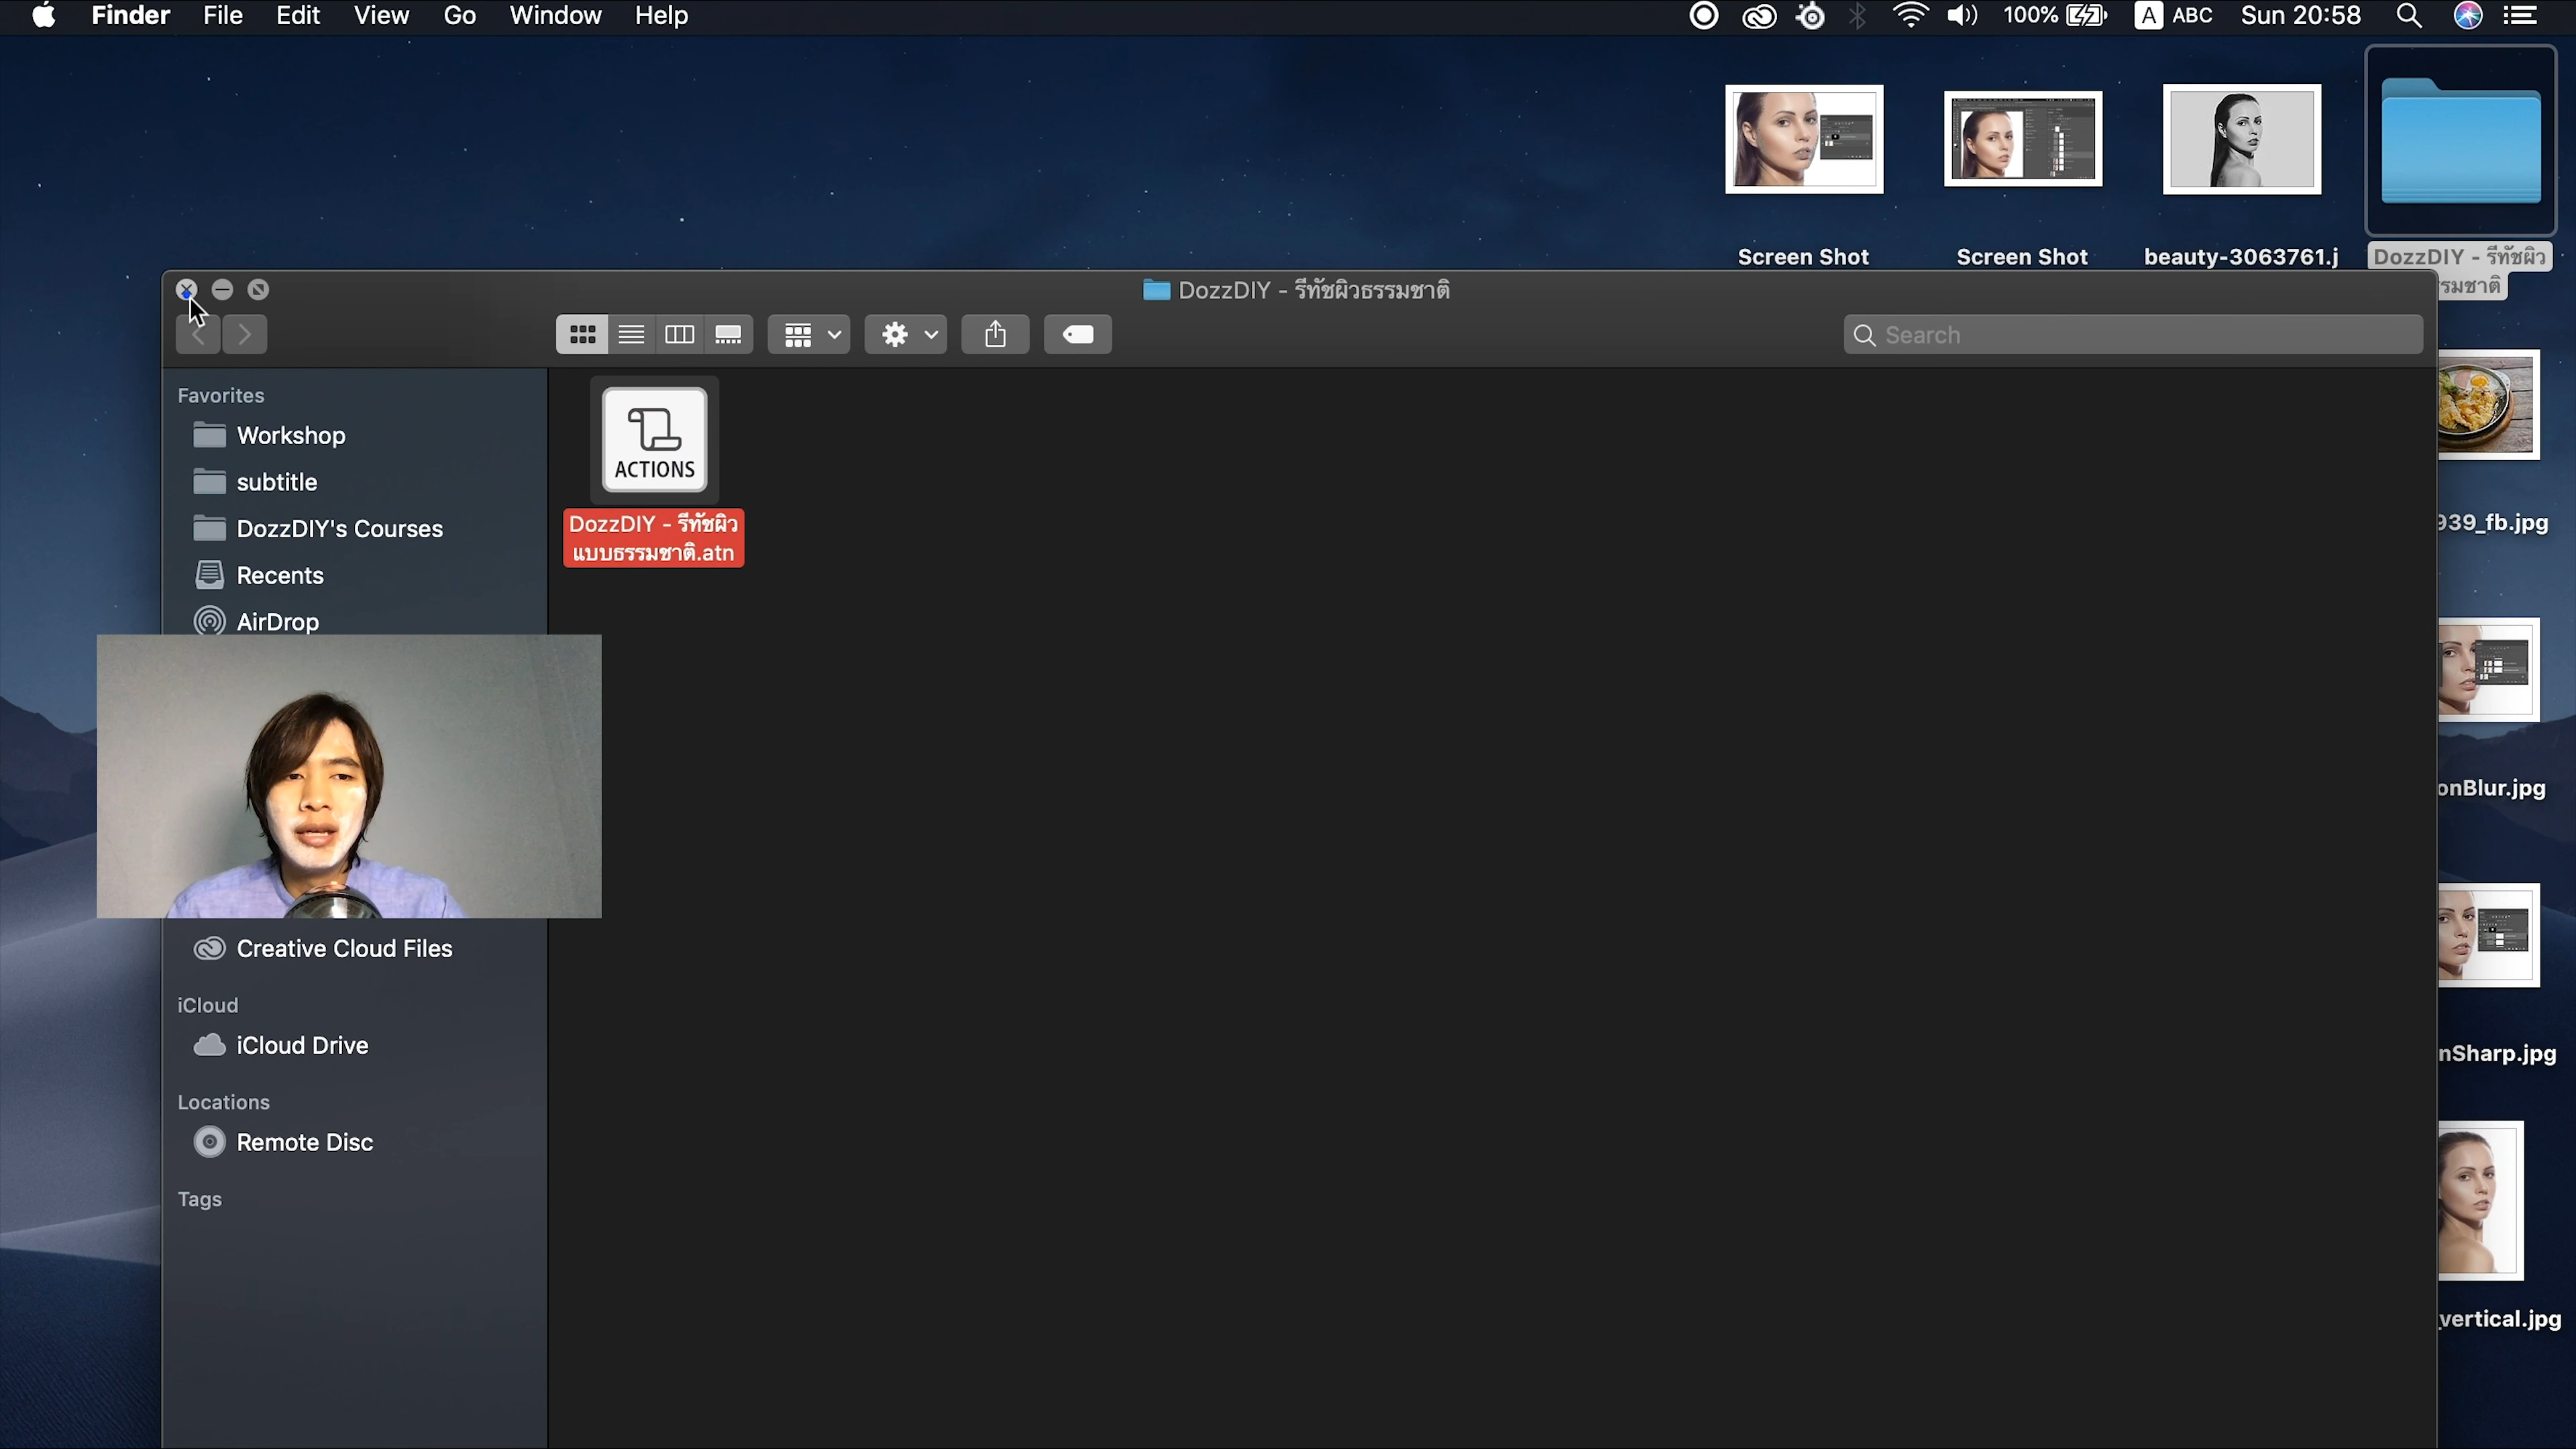 Finder File Edit View Go Window Help 100% A ABC Sun 20:58
Screen Shot
Screen Shot
beauty-3063761.j
DozzDIY - รีทัชผิว
รมชาติ
DozzDIY - รีทัชผิวธรรมชาติ
Search
Favorites
Workshop
subtitle
DozzDIY's Courses
Recents
AirDrop
Creative Cloud Files
iCloud
iCloud Drive
Locations
Remote Disc
Tags
ACTIONS
DozzDIY - รีทัชผิว
แบบธรรมชาติ.atn
939_fb.jpg
onBlur.jpg
nSharp.jpg
vertical.jpg